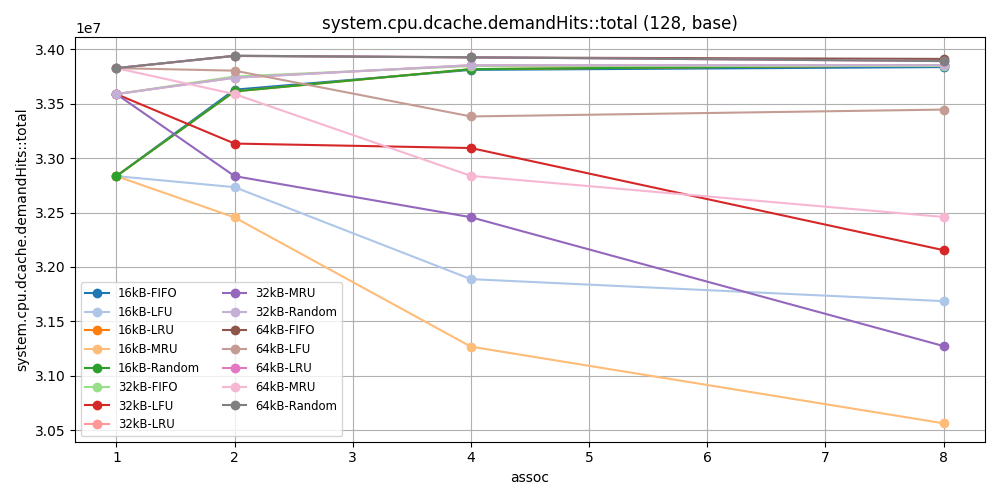 system.cpu.dcache.demandHits::total (128, base)
1e7
3.40
3.35
3.30
3.25
3.20
3.15
3.10
3.05
system.cpu.dcache.demandHits::total
16kB-FIFO
16kB-LFU
16kB-LRU
16kB-MRU
16kB-Random
32kB-FIFO
32kB-LFU
32kB-LRU
32kB-MRU
32kB-Random
64kB-FIFO
64kB-LFU
64kB-LRU
64kB-MRU
64kB-Random
1 2 3 4 5 6 7 8
assoc